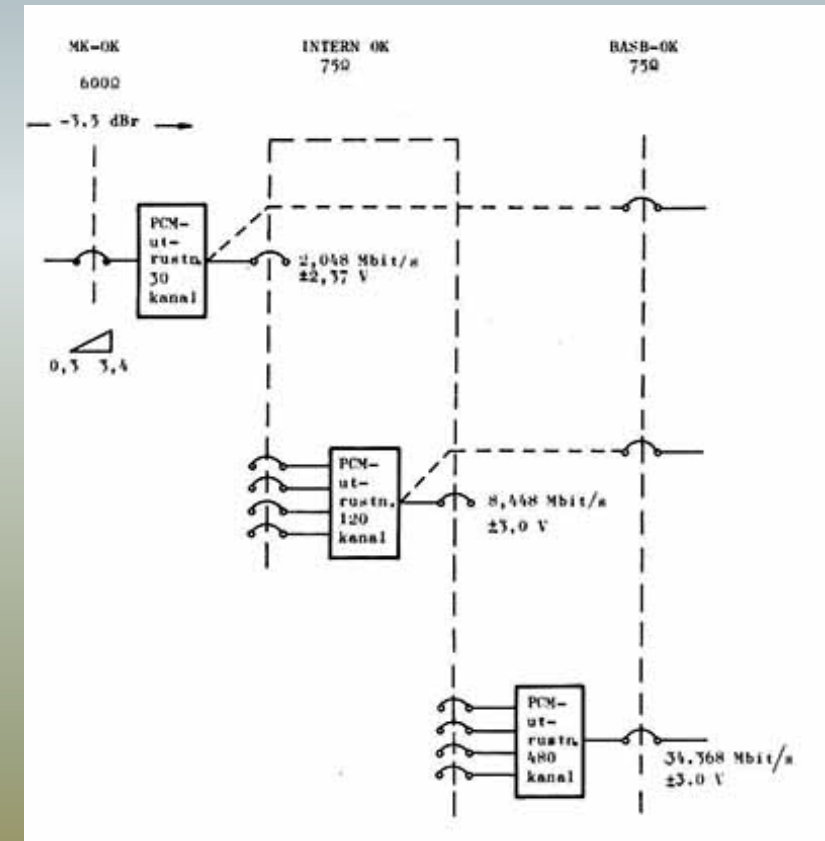 MK-OK
600Ω
-3,5 dBr
INTERN OK
75Ω
BASB-OK
75Ω
PCM-
ut-
rustn.
30
kanal
2,048 Mbit/s
±2,37 V
0,3 3,4
PCM-
ut-
rustn.
120
kanal
8,448 Mbit/s
±3,0 V
PCM-
ut-
rustn.
480
kanal
34.368 Mbit/s
±3.0 V